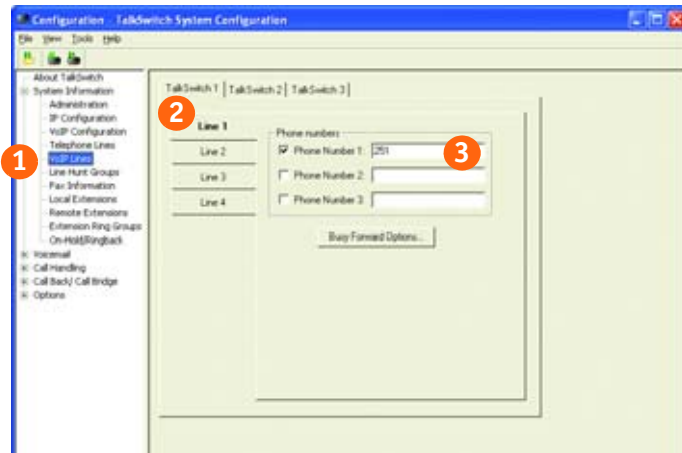 Configuration - TalkSwitch System Configuration
File View Tools Help
About TalkSwitch
System Information
Administration
IP Configuration
VoIP Configuration
Telephone Lines
VoIP Lines
Line Hunt Groups
Fax Information
Local Extensions
Remote Extensions
Extension Ring Groups
On-Hold/Ringback
Voicemail
Call Handling
Call Back/ Call Bridge
Options
1
TalkSwitch 1 TalkSwitch 2 TalkSwitch 3
2
Line 1
Line 2
Line 3
Line 4
Phone numbers
Phone Number 1: 251
3
Phone Number 2:
Phone Number 3:
Busy Forward Options...